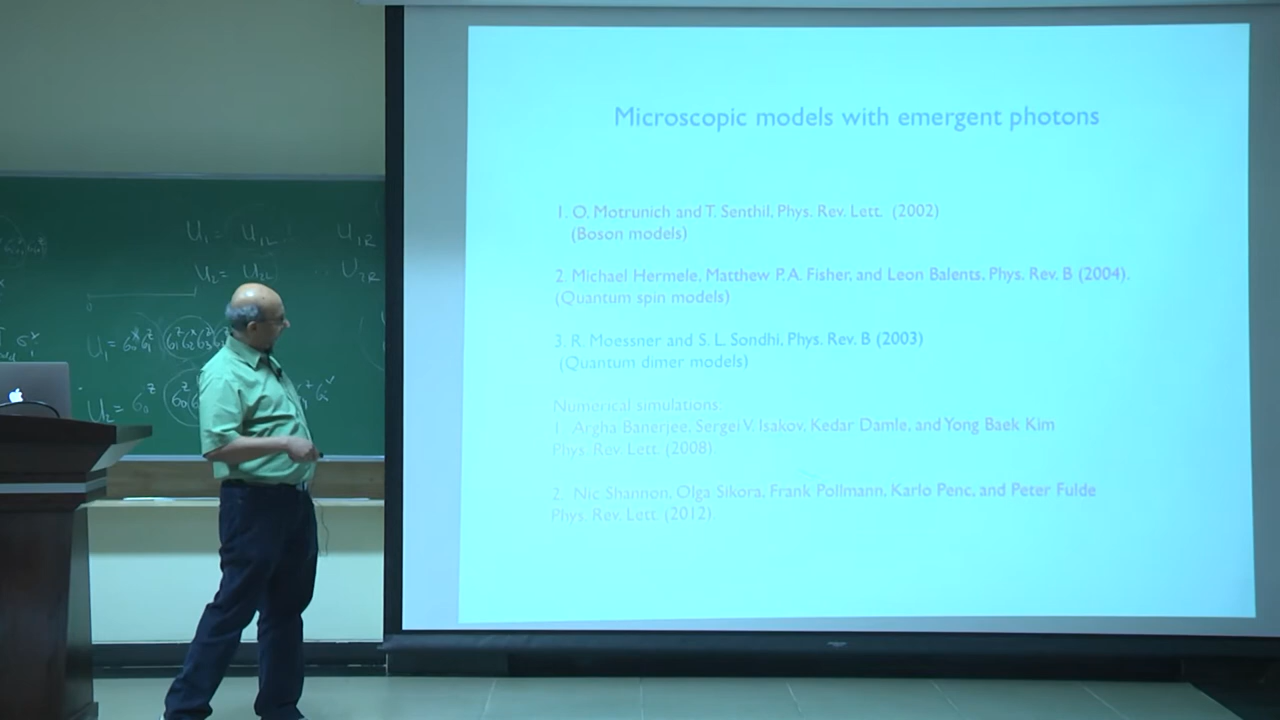 Microscopic models with emergent photons
1. O. Motrunich and T. Senthil, Phys. Rev. Lett. (2002)
(Boson models)
2. Michael Hermele, Matthew P.A. Fisher, and Leon Balents, Phys. Rev. B (2004).
(Quantum spin models)
3. R. Moessner and S. L. Sondhi, Phys. Rev. B (2003)
(Quantum dimer models)
Numerical simulations:
1. Argha Banerjee, Sergei V. Isakov, Kedar Damle, and Yong Baek Kim
Phys. Rev. Lett. (2008).
2. Nic Shannon, Olga Sikora, Frank Pollmann, Karlo Penc, and Peter Fulde
Phys. Rev. Lett. (2012).
U₁ = U₁L U₁R
U₂ = U₂L U₂R
U₁ =
U₂ =